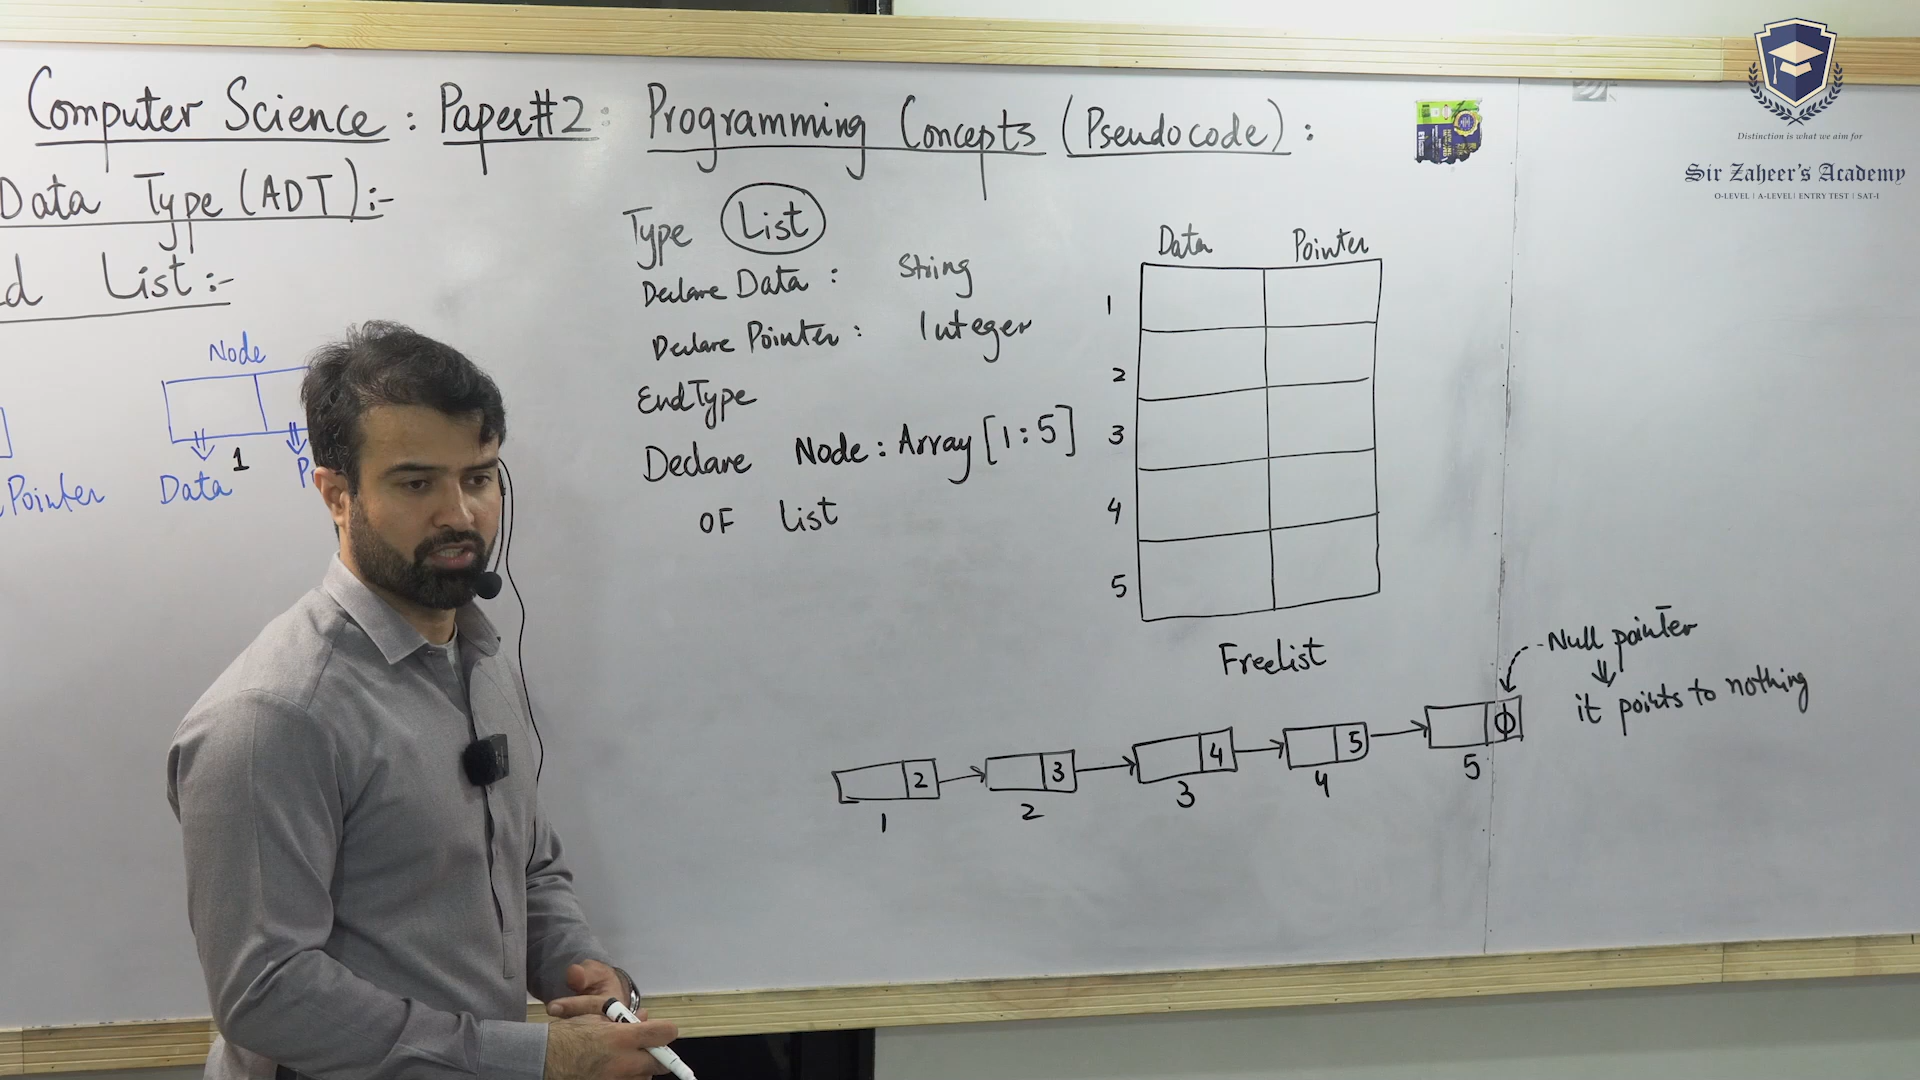 Computer Science : Paper#2 : Programming Concepts (Pseudocode) :
Data Type (ADT) :-
List :-
Node
Pointer
Data
1
Type List
Declare Data : String
Declare Pointer : Integer
EndType
Declare Node : Array [1:5]
OF List
Data Pointer
1
2
3
4
5
Freelist
Null pointer
it points to nothing
2 3 4 5 Φ
1 2 3 4 5
Distinction is what we aim for
Sir Zaheer's Academy
O-LEVEL | A-LEVEL | ENTRY TEST | SAT-I